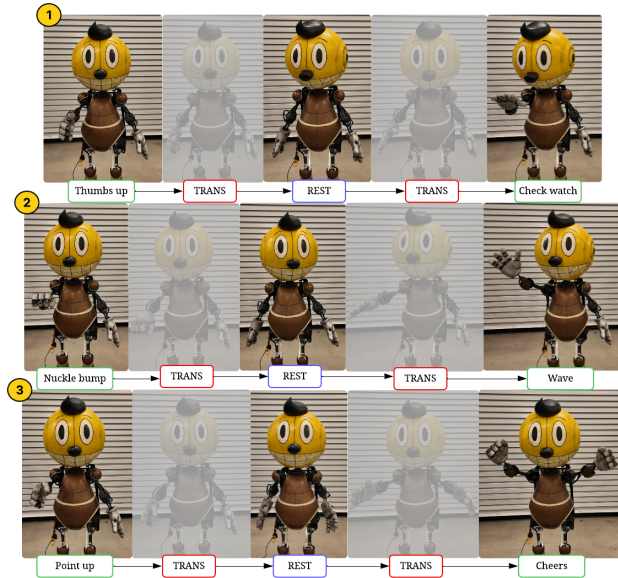 1
Thumbs up
TRANS
REST
TRANS
Check watch
2
Nuckle bump
TRANS
REST
TRANS
Wave
3
Point up
TRANS
REST
TRANS
Cheers